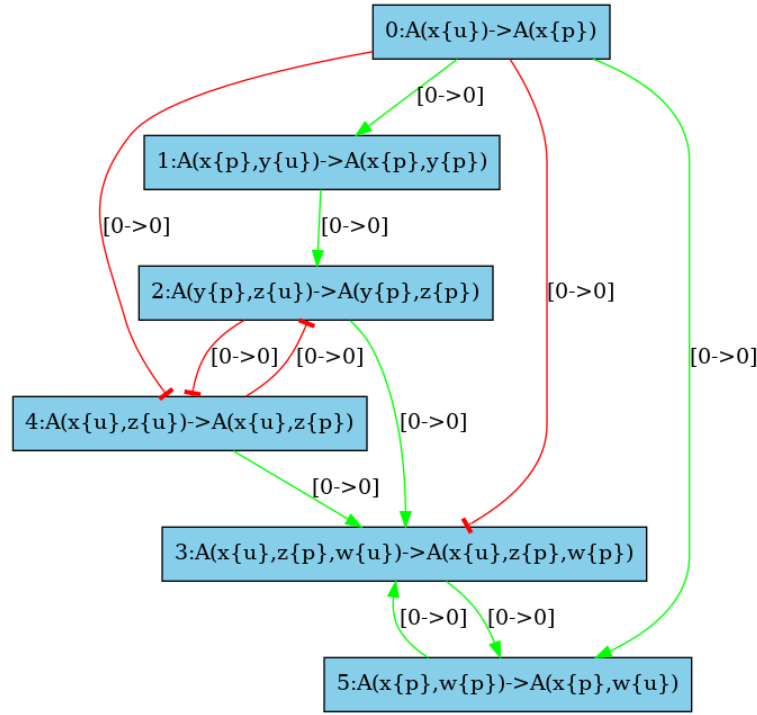 0:A(x{u})->A(x{p})
[0->0]
1:A(x{p},y{u})->A(x{p},y{p})
[0->0]
[0->0]
2:A(y{p},z{u})->A(y{p},z{p})
[0->0]
[0->0]
[0->0]
[0->0]
4:A(x{u},z{u})->A(x{u},z{p})
[0->0]
[0->0]
3:A(x{u},z{p},w{u})->A(x{u},z{p},w{p})
[0->0]
[0->0]
5:A(x{p},w{p})->A(x{p},w{u})